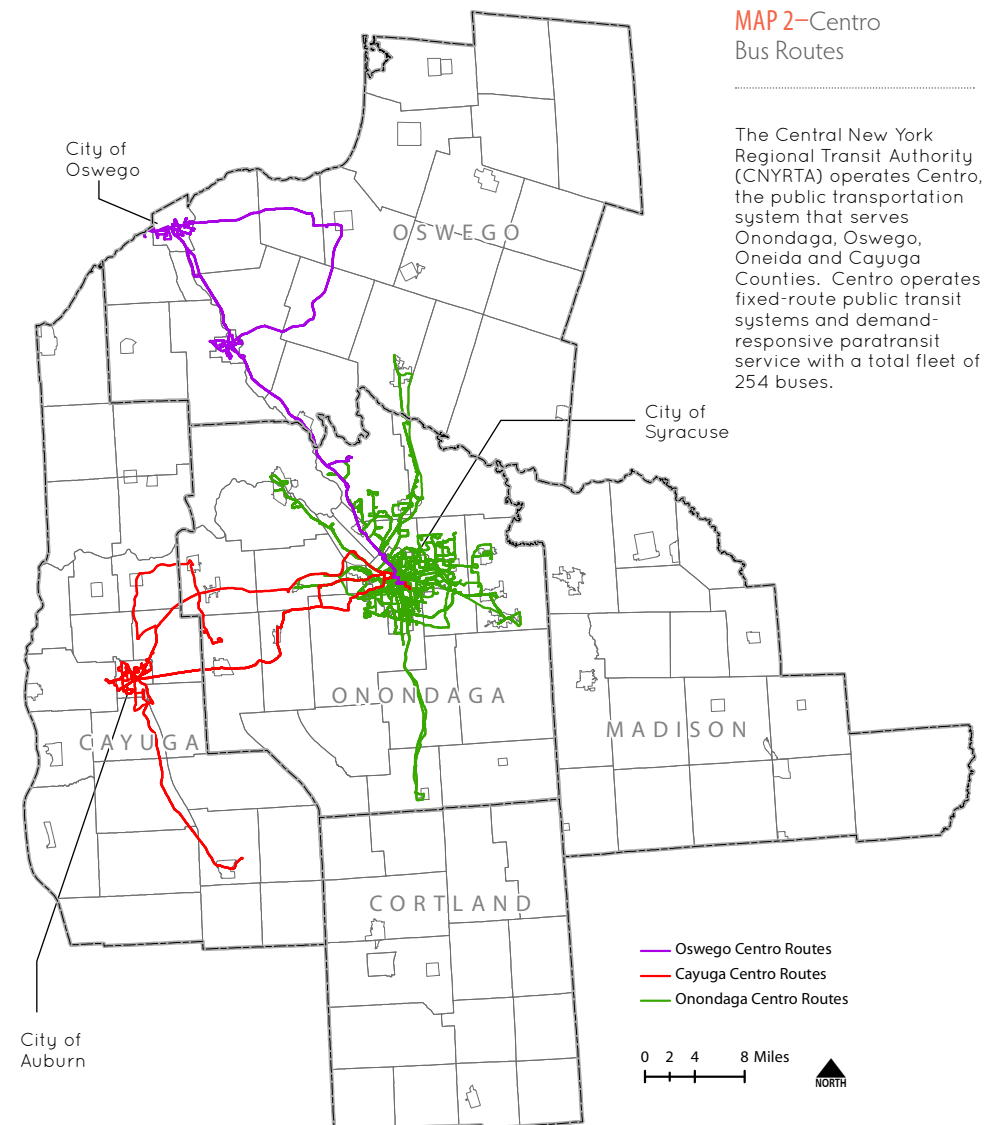 MAP 2–Centro
Bus Routes
The Central New York
Regional Transit Authority
(CNYRTA) operates Centro,
the public transportation
system that serves
Onondaga, Oswego,
Oneida and Cayuga
Counties.  Centro operates
fixed-route public transit
systems and demand-
responsive paratransit
service with a total fleet of
254 buses.
City of
Oswego
OSWEGO
City of
Syracuse
ONONDAGA
MADISON
CAYUGA
CORTLAND
City of
Auburn
Oswego Centro Routes
Cayuga Centro Routes
Onondaga Centro Routes
0 2 4 8 Miles
NORTH